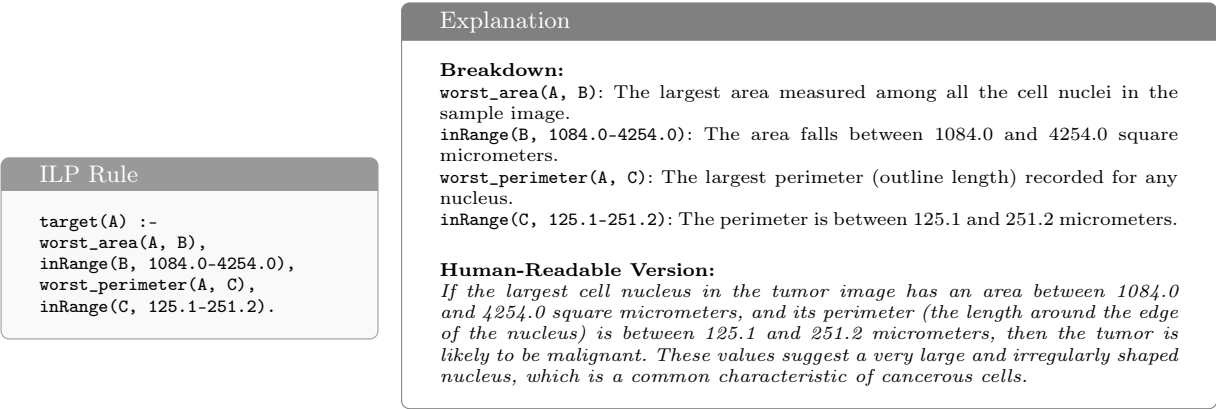 ILP Rule
target(A) :-
worst_area(A, B),
inRange(B, 1084.0-4254.0),
worst_perimeter(A, C),
inRange(C, 125.1-251.2).
Explanation
Breakdown:
worst_area(A, B): The largest area measured among all the cell nuclei in the
sample image.
inRange(B, 1084.0-4254.0): The area falls between 1084.0 and 4254.0 square
micrometers.
worst_perimeter(A, C): The largest perimeter (outline length) recorded for any
nucleus.
inRange(C, 125.1-251.2): The perimeter is between 125.1 and 251.2 micrometers.
Human-Readable Version:
If the largest cell nucleus in the tumor image has an area between 1084.0
and 4254.0 square micrometers, and its perimeter (the length around the edge
of the nucleus) is between 125.1 and 251.2 micrometers, then the tumor is
likely to be malignant. These values suggest a very large and irregularly shaped
nucleus, which is a common characteristic of cancerous cells.